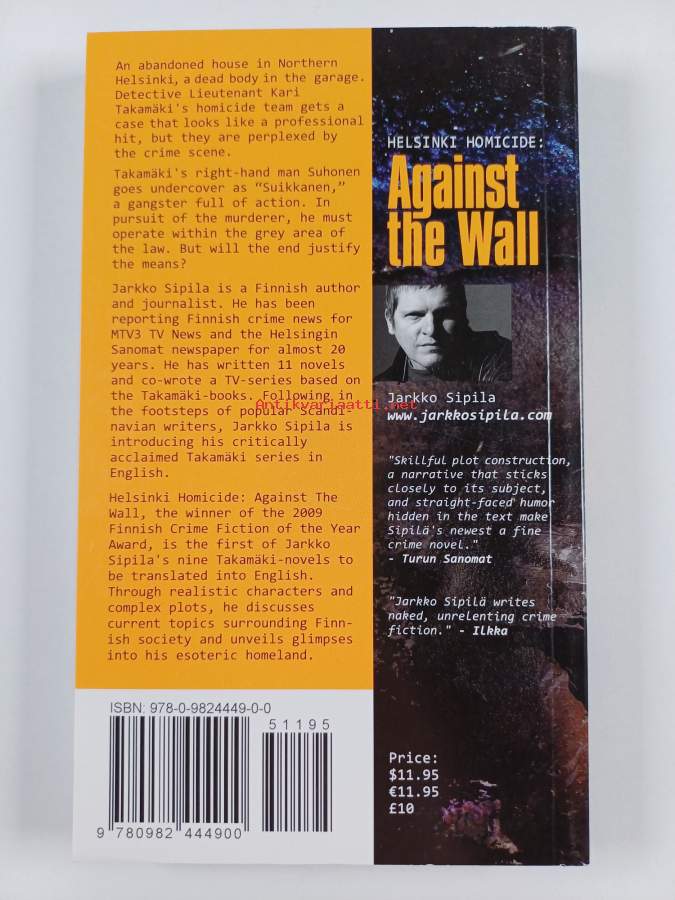 An abandoned house in Northern
Helsinki, a dead body in the garage.
Detective Lieutenant Kari
Takamäki's homicide team gets a
case that looks like a professional
hit, but they are perplexed by
the crime scene.
Takamäki's right-hand man Suhonen
goes undercover as “Suikkanen,”
a gangster full of action. In
pursuit of the murderer, he must
operate within the grey area of
the law. But will the end justify
the means?
Jarkko Sipila is a Finnish author
and journalist. He has been
reporting Finnish crime news for
MTV3 TV News and the Helsingin
Sanomat newspaper for almost 20
years. He has written 11 novels
and co-wrote a TV-series based on
the Takamäki-books. Following in
the footsteps of popular Scandi-
navian writers, Jarkko Sipila is
introducing his critically
acclaimed Takamäki series in
English.
Helsinki Homicide: Against The
Wall, the winner of the 2009
Finnish Crime Fiction of the Year
Award, is the first of Jarkko
Sipila's nine Takamäki-novels to
be translated into English.
Through realistic characters and
complex plots, he discusses
current topics surrounding Finn-
ish society and unveils glimpses
into his esoteric homeland.
ISBN: 978-0-9824449-0-0
51195
9 780982 444900
HELSINKI HOMICIDE:
Against
the Wall
Jarkko Sipila
www.jarkkosipila.com
"Skillful plot construction,
a narrative that sticks
closely to its subject,
and straight-faced humor
hidden in the text make
Sipilä's newest a fine
crime novel."
- Turun Sanomat
"Jarkko Sipilä writes
naked, unrelenting crime
fiction." - Ilkka
Price:
$11.95
€11.95
£10
Antikvariaatti.net